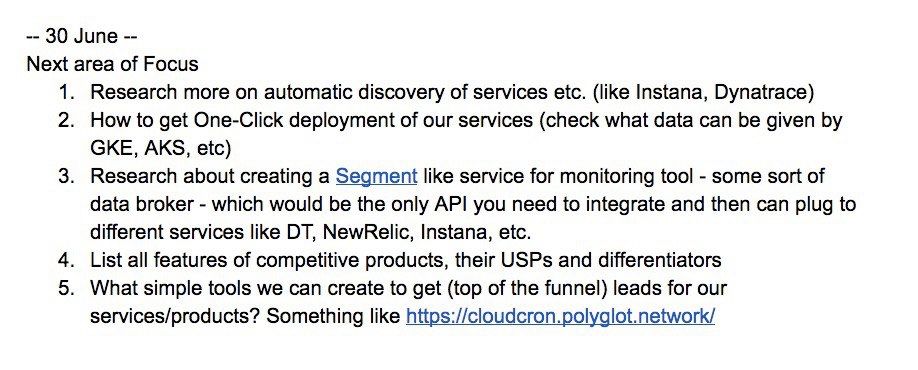 -- 30 June --
Next area of Focus
1. Research more on automatic discovery of services etc. (like Instana, Dynatrace)
2. How to get One-Click deployment of our services (check what data can be given by
GKE, AKS, etc)
3. Research about creating a Segment like service for monitoring tool - some sort of
data broker - which would be the only API you need to integrate and then can plug to
different services like DT, NewRelic, Instana, etc.
4. List all features of competitive products, their USPs and differentiators
5. What simple tools we can create to get (top of the funnel) leads for our
services/products? Something like https://cloudcron.polyglot.network/